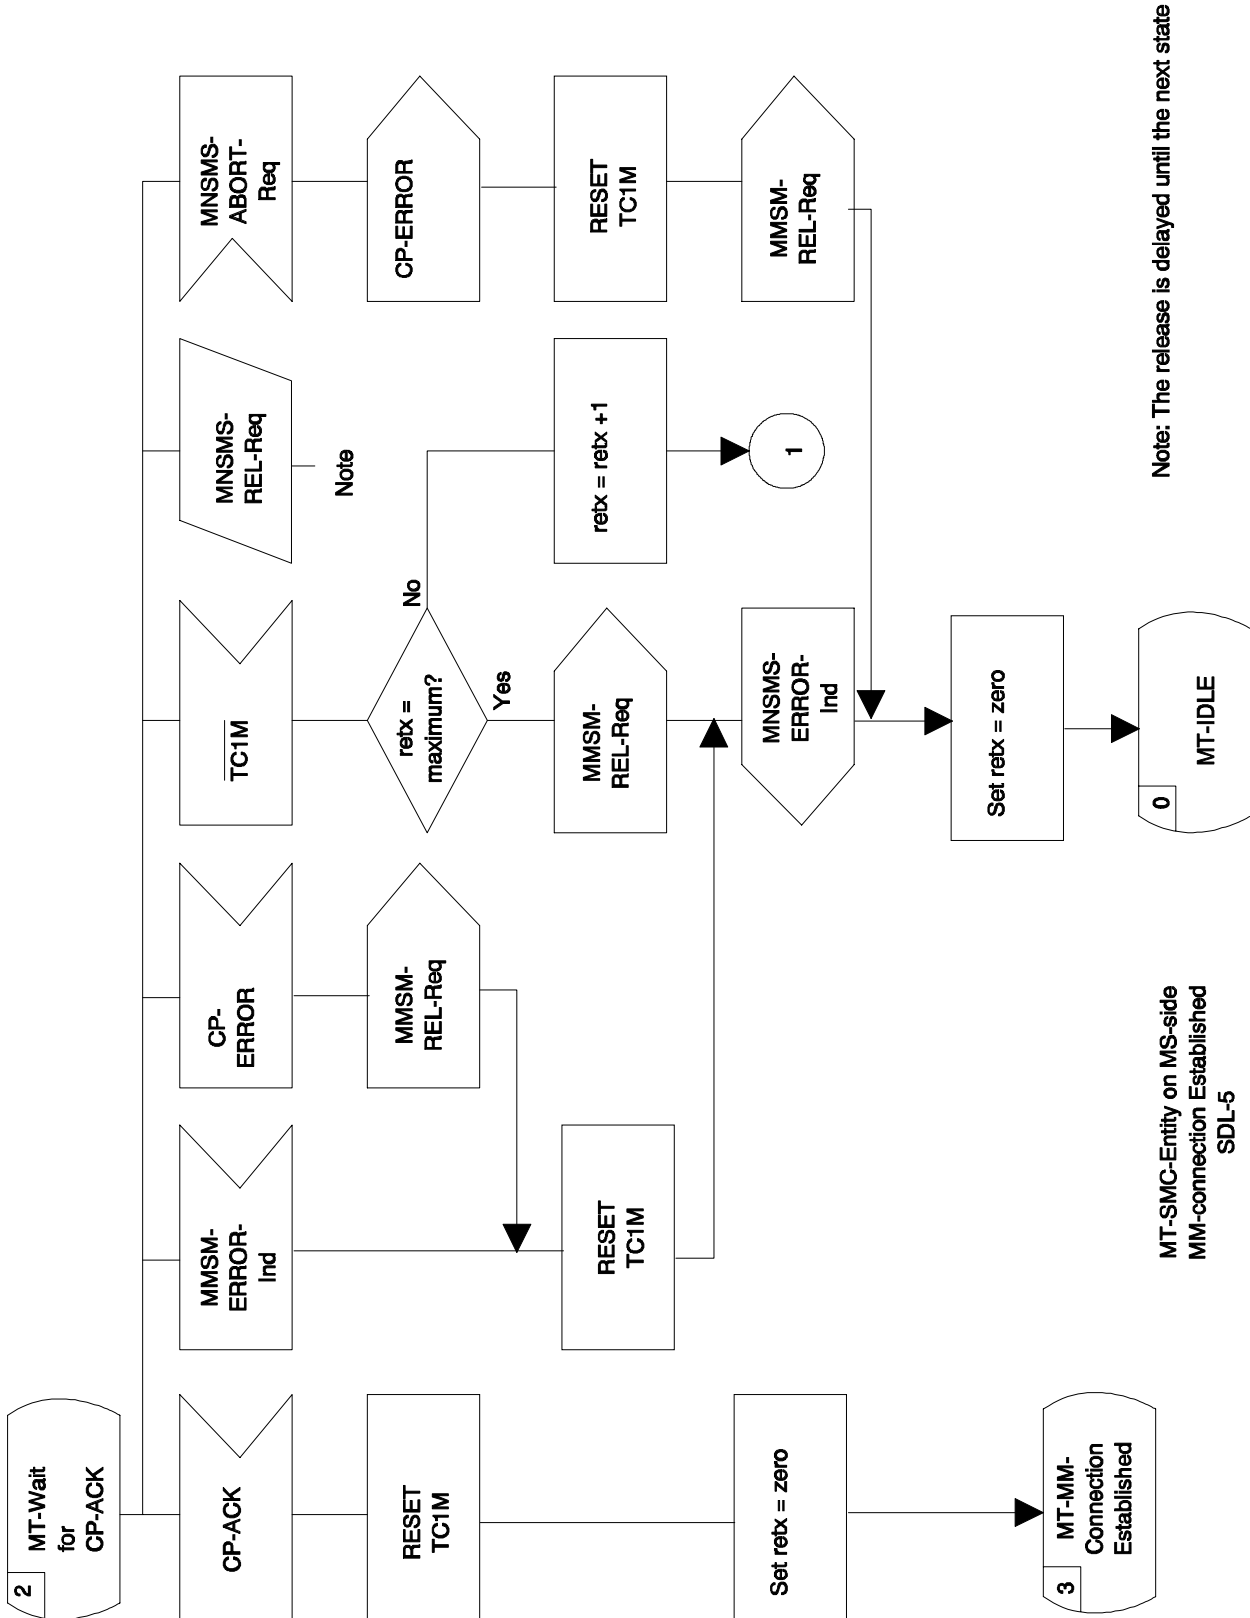 2
MT-Wait
for
CP-ACK
CP-ACK
MMSM-
ERROR-
Ind
CP-
ERROR
TC1M
MNSMS-
REL-Req
MNSMS-
ABORT-
Req
Note
RESET
TC1M
MMSM-
REL-Req
retx =
maximum?
No
Yes
CP-ERROR
RESET
TC1M
MMSM-
REL-Req
retx = retx +1
RESET
TC1M
Set retx = zero
MNSMS-
ERROR-
Ind
1
MMSM-
REL-Req
Set retx = zero
3
MT-MM-
Connection
Established
0
MT-IDLE
MT-SMC-Entity on MS-side
MM-connection Established
SDL-5
Note: The release is delayed until the next state